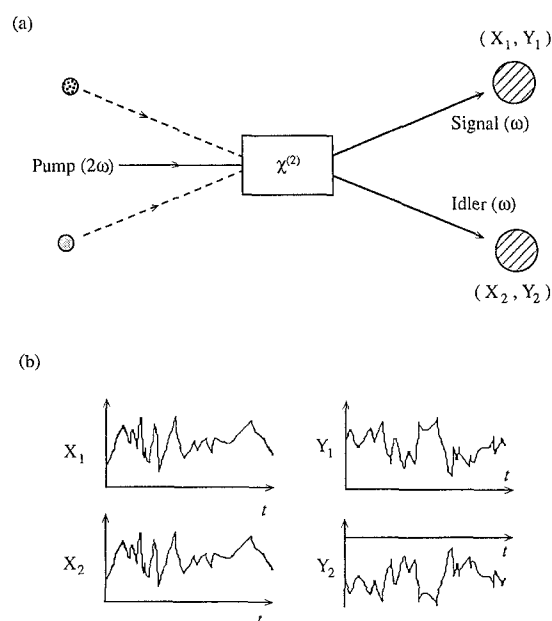 (a)
(X₁, Y₁)
Signal (ω)
Pump (2ω)
χ⁽²⁾
Idler (ω)
(X₂, Y₂)
(b)
X₁
t
Y₁
t
X₂
t
Y₂
t